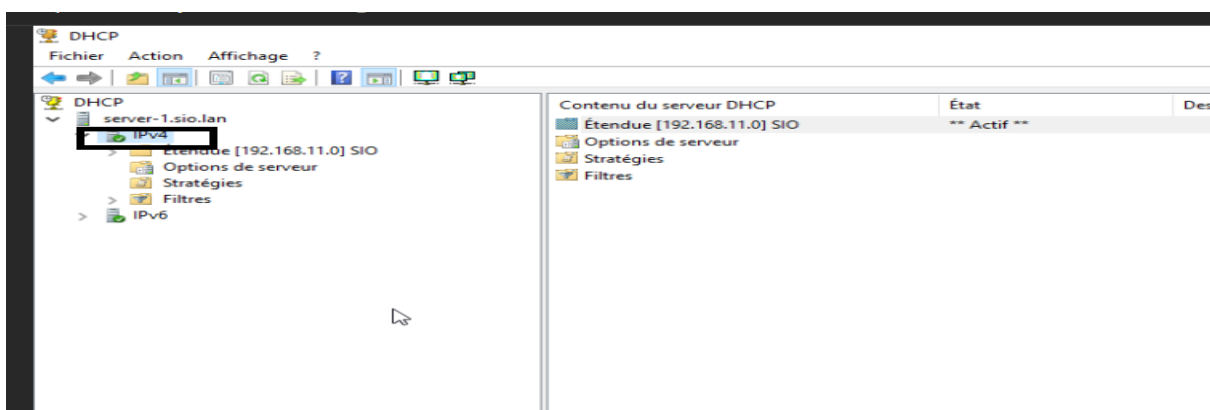 DHCP
Fichier Action Affichage ?
DHCP
server-1.sio.lan
IPv4
Étendue [192.168.11.0] SIO
Options de serveur
Stratégies
Filtres
IPv6
Contenu du serveur DHCP État Des
Étendue [192.168.11.0] SIO ** Actif **
Options de serveur
Stratégies
Filtres